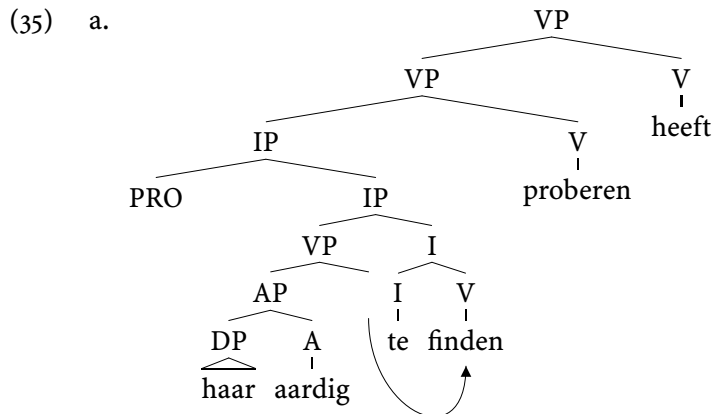 (35) a. VP
VP V
IP V heeft
PRO IP proberen
VP I
AP I V
DP A te finden
haar aardig